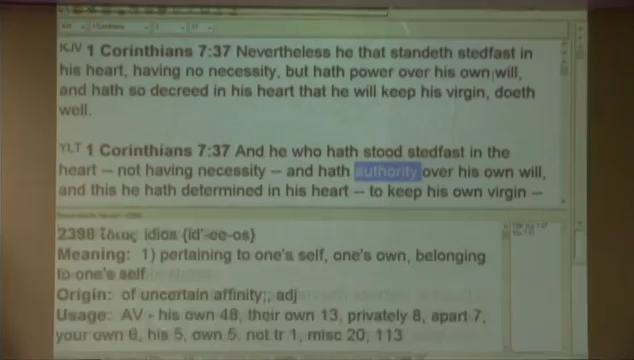 KJV 1 Corinthians 7:37 Nevertheless he that standeth stedfast in
his heart, having no necessity, but hath power over his own will,
and hath so decreed in his heart that he will keep his virgin, doeth
well.
YLT 1 Corinthians 7:37 And he who hath stood stedfast in the
heart -- not having necessity -- and hath authority over his own will,
and this he hath determined in his heart -- to keep his own virgin --
2398 ἴδιος idios {id'-ee-os}
Meaning: 1) pertaining to one's self, one's own, belonging
to one's self
Origin: of uncertain affinity;, adj
Usage: AV - his own 48, their own 13, privately 8, apart 7,
your own 6, his 5, own 5, not tr 1, misc 20, 113